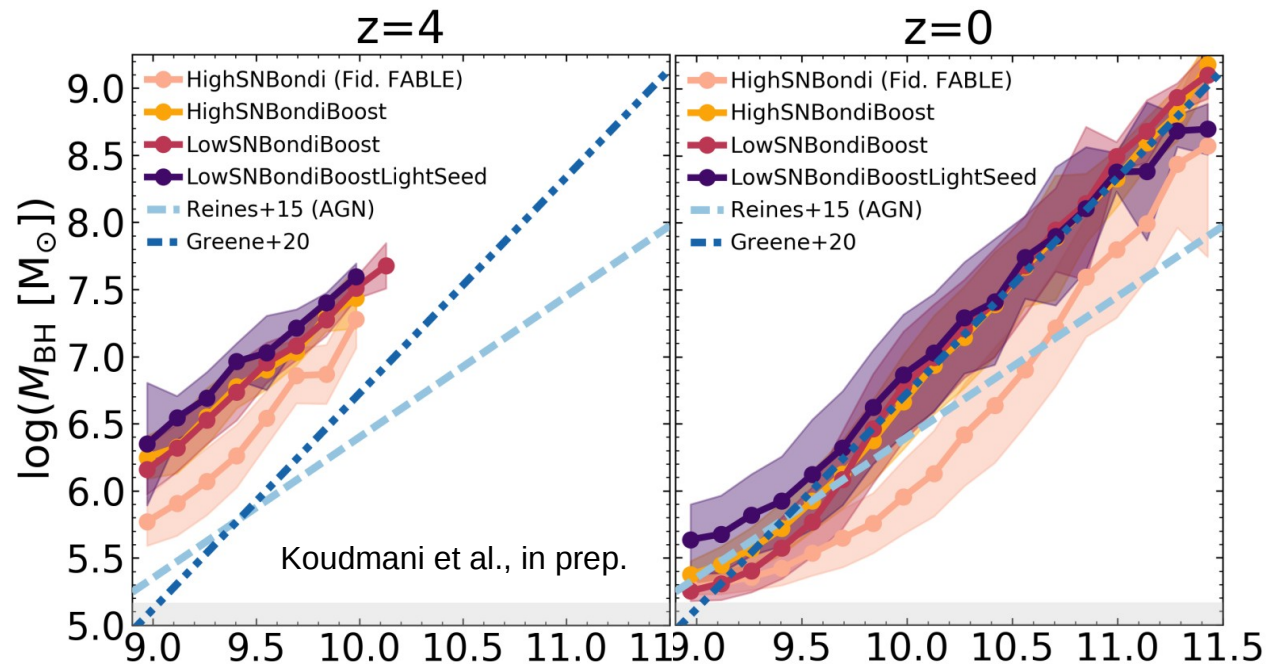 z=4
z=0
log(M_BH [M_⊙])
9.0
8.5
8.0
7.5
7.0
6.5
6.0
5.5
5.0
HighSNBondi (Fid. FABLE)
HighSNBondiBoost
LowSNBondiBoost
LowSNBondiBoostLightSeed
Reines+15 (AGN)
Greene+20
Koudmani et al., in prep.
9.0 9.5 10.0 10.5 11.0 11
HighSNBondi (Fid. FABLE)
HighSNBondiBoost
LowSNBondiBoost
LowSNBondiBoostLightSeed
Reines+15 (AGN)
Greene+20
9.0 9.5 10.0 10.5 11.0 11.5